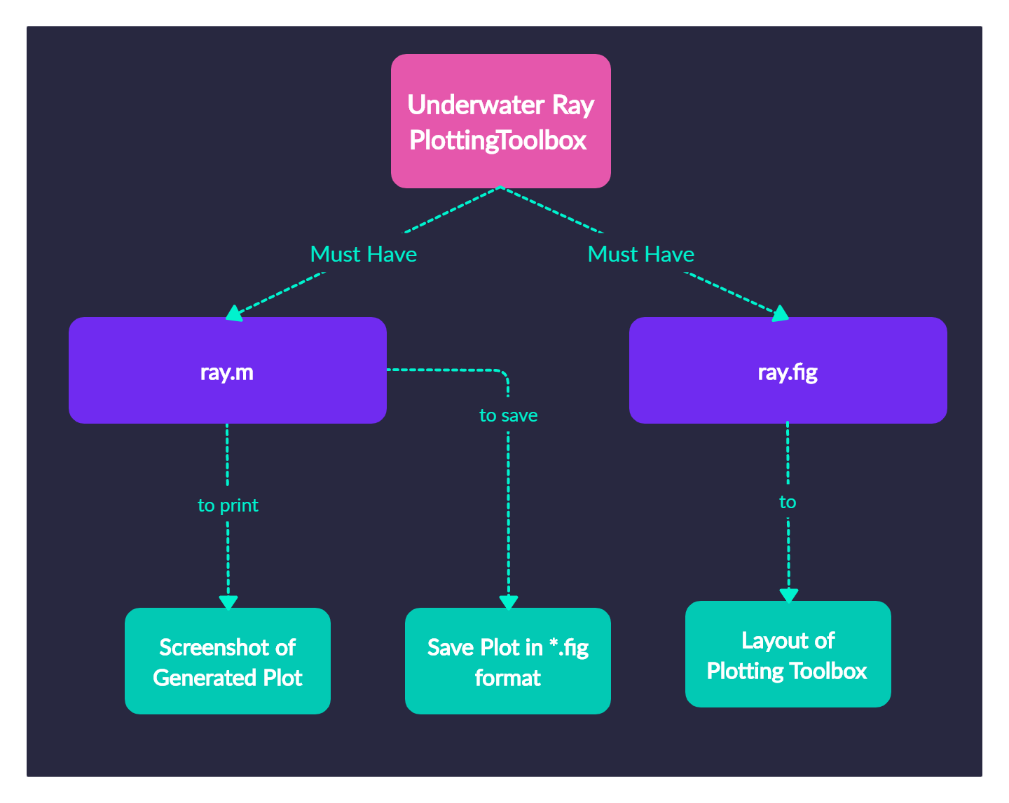 Underwater Ray
PlottingToolbox
Must Have
Must Have
ray.m
ray.fig
to save
to print
to
Screenshot of
Generated Plot
Save Plot in *.fig
format
Layout of
Plotting Toolbox